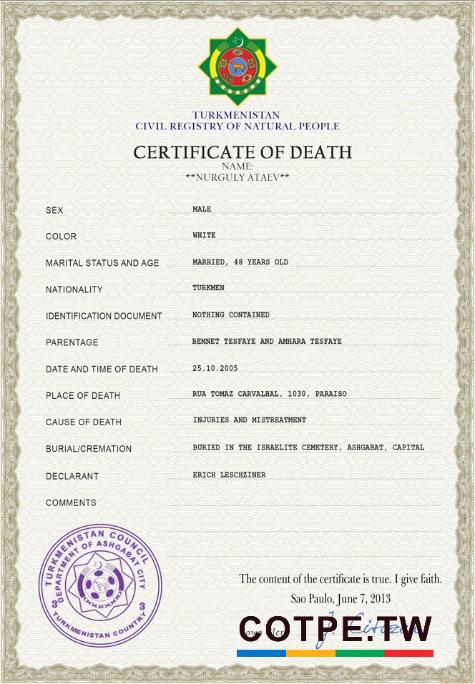 TURKMENISTAN
CIVIL REGISTRY OF NATURAL PEOPLE
CERTIFICATE OF DEATH
NAME:
**NURGULY ATAEV**
SEX MALE
COLOR WHITE
MARITAL STATUS AND AGE MARRIED, 48 YEARS OLD
NATIONALITY TURKMEN
IDENTIFICATION DOCUMENT NOTHING CONTAINED
PARENTAGE BEMNET TESFAYE AND AMHARA TESFAYE
DATE AND TIME OF DEATH 25.10.2005
PLACE OF DEATH RUA TOMAZ CARVALHAL, 1030, PARAISO
CAUSE OF DEATH INJURIES AND MISTREATMENT
BURIAL/CREMATION BURIED IN THE ISRAELITE CEMETERY, ASHGABAT, CAPITAL
DECLARANT ERICH LESCHZINER
COMMENTS
TURKMENISTAN COUNCIL
DEPARTMENT OF ASHGABAT CITY
3 3
TURKMENISTAN COUNTRY
The content of the certificate is true. I give faith.
Sao Paulo, June 7, 2013
J. Citizen
COTPE.TW